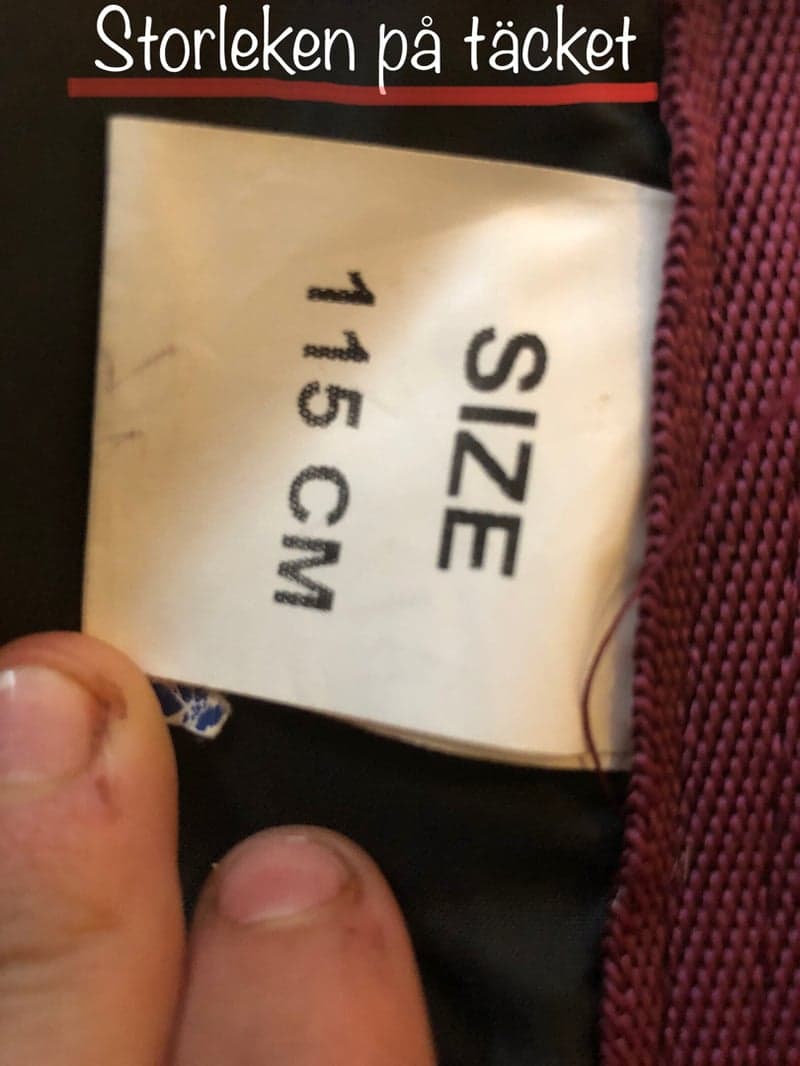 Storleken på täcket
SIZE
115 CM